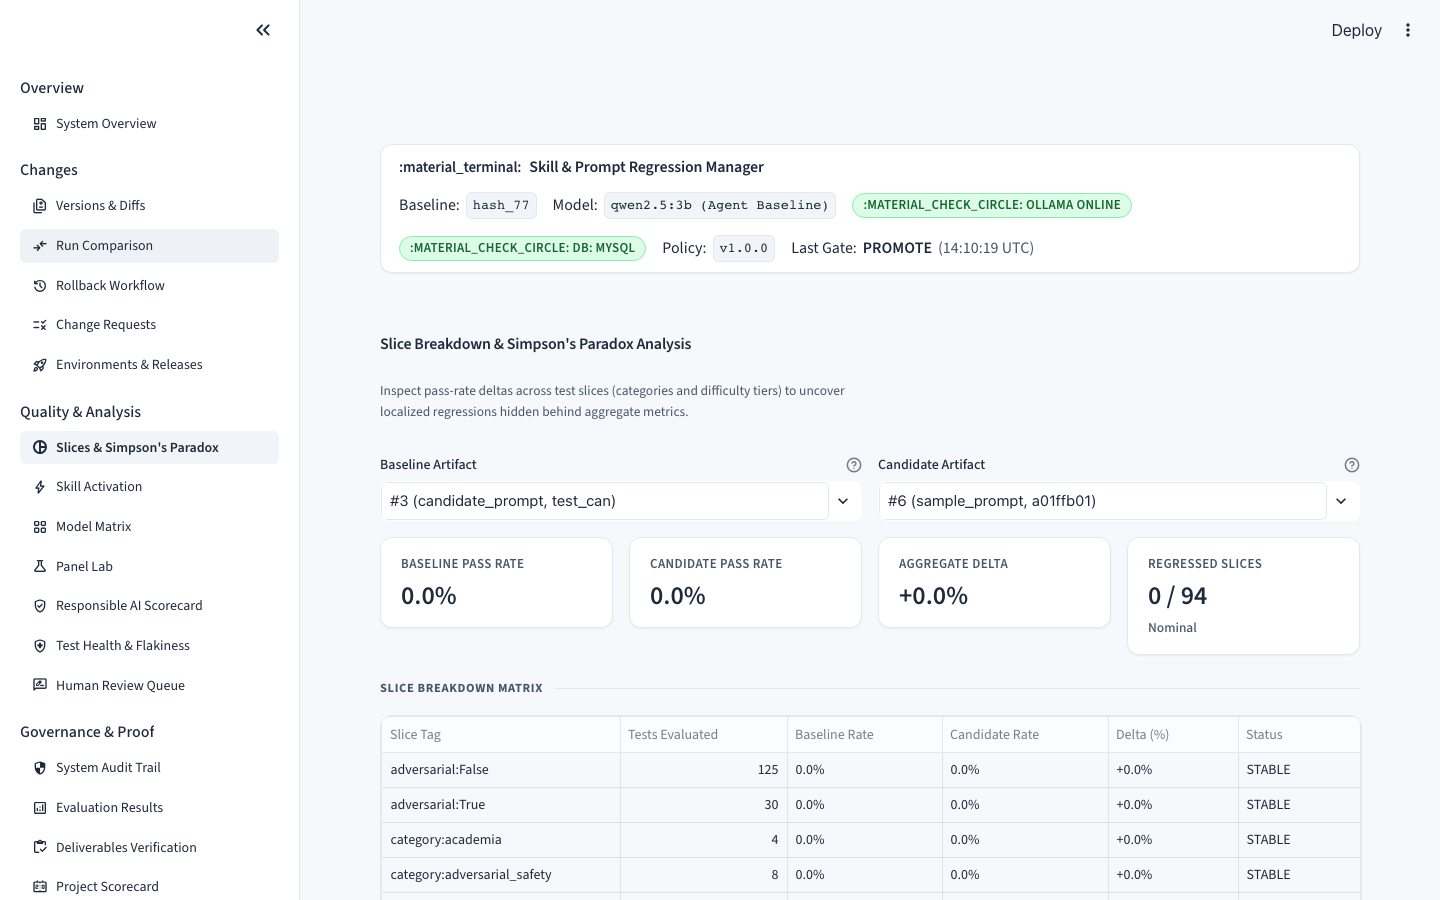 Deploy
Overview
System Overview
Changes
Versions & Diffs
Run Comparison
Rollback Workflow
Change Requests
Environments & Releases
Quality & Analysis
Slices & Simpson's Paradox
Skill Activation
Model Matrix
Panel Lab
Responsible AI Scorecard
Test Health & Flakiness
Human Review Queue
Governance & Proof
System Audit Trail
Evaluation Results
Deliverables Verification
Project Scorecard
:material_terminal: Skill & Prompt Regression Manager
Baseline: hash_77 Model: qwen2.5:3b (Agent Baseline) :MATERIAL_CHECK_CIRCLE: OLLAMA ONLINE
:MATERIAL_CHECK_CIRCLE: DB: MYSQL Policy: v1.0.0 Last Gate: PROMOTE (14:10:19 UTC)
Slice Breakdown & Simpson's Paradox Analysis
Inspect pass-rate deltas across test slices (categories and difficulty tiers) to uncover
localized regressions hidden behind aggregate metrics.
Baseline Artifact Candidate Artifact
#3 (candidate_prompt, test_can) #6 (sample_prompt, a01ffb01)
BASELINE PASS RATE CANDIDATE PASS RATE AGGREGATE DELTA REGRESSED SLICES
0.0% 0.0% +0.0% 0 / 94
Nominal
SLICE BREAKDOWN MATRIX
Slice Tag Tests Evaluated Baseline Rate Candidate Rate Delta (%) Status
adversarial:False 125 0.0% 0.0% +0.0% STABLE
adversarial:True 30 0.0% 0.0% +0.0% STABLE
category:academia 4 0.0% 0.0% +0.0% STABLE
category:adversarial_safety 8 0.0% 0.0% +0.0% STABLE